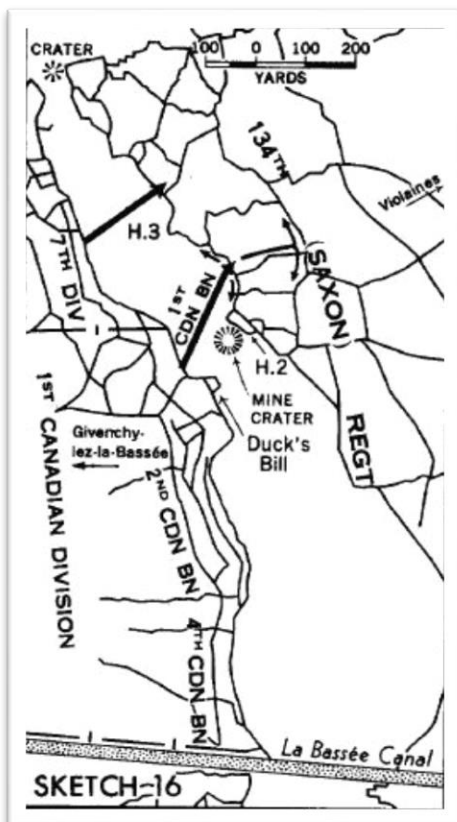 CRATER
100 0 100 200
YARDS
134TH
(SAXON)
REGT
Violaines
H.3
7TH DIV
1ST
CDN BN
H.2
MINE
CRATER
Duck's
Bill
1ST
CANADIAN DIVISION
Givenchy-
lez-la-Bassée
2ND CDN BN
4TH CDN BN
La Bassée Canal
SKETCH-16